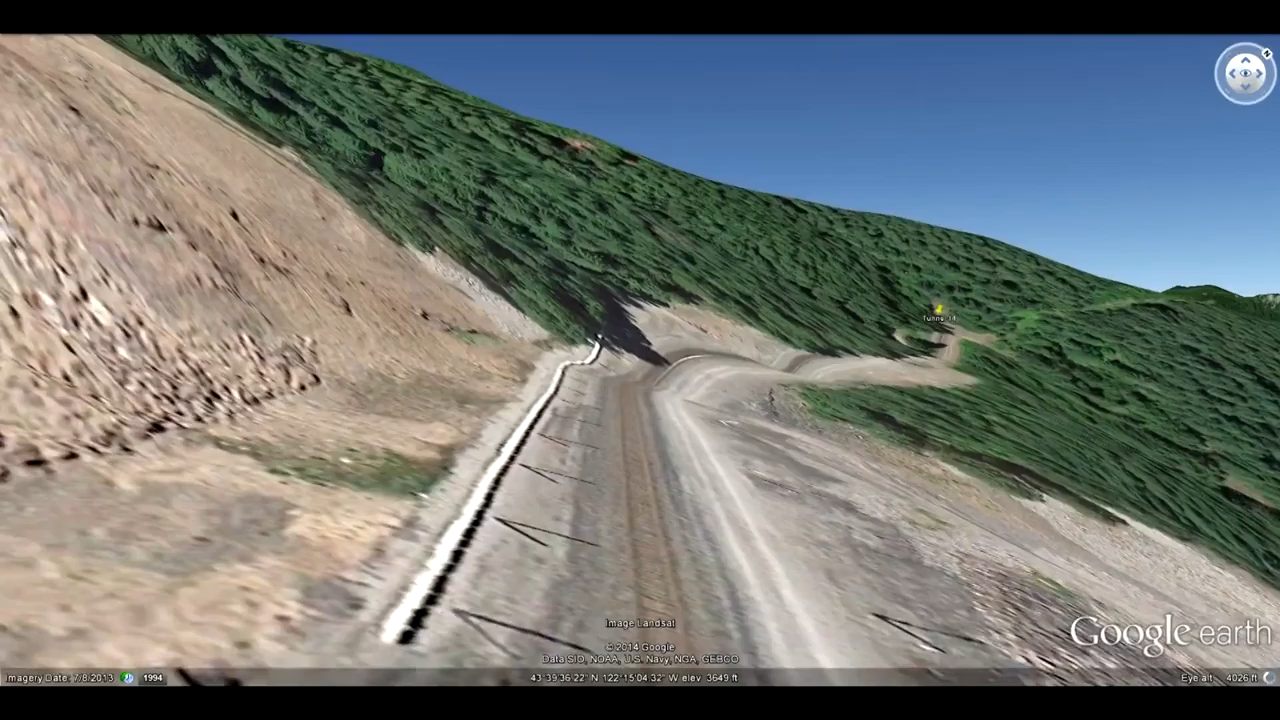 N
Tunnel 14
Image Landsat
© 2014 Google
Data SIO, NOAA, U.S. Navy, NGA, GEBCO
Google earth
Imagery Date: 7/8/2013 1994 43°39'36.22" N 122°15'04.32" W elev 3649 ft Eye alt 4026 ft